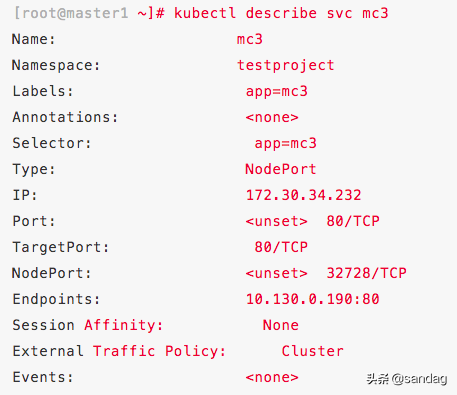 [root@master1 ~]# kubectl describe svc mc3
Name: mc3
Namespace: testproject
Labels: app=mc3
Annotations: <none>
Selector: app=mc3
Type: NodePort
IP: 172.30.34.232
Port: <unset> 80/TCP
TargetPort: 80/TCP
NodePort: <unset> 32728/TCP
Endpoints: 10.130.0.190:80
Session Affinity: None
External Traffic Policy: Cluster
Events: <none>
头条 @sandag